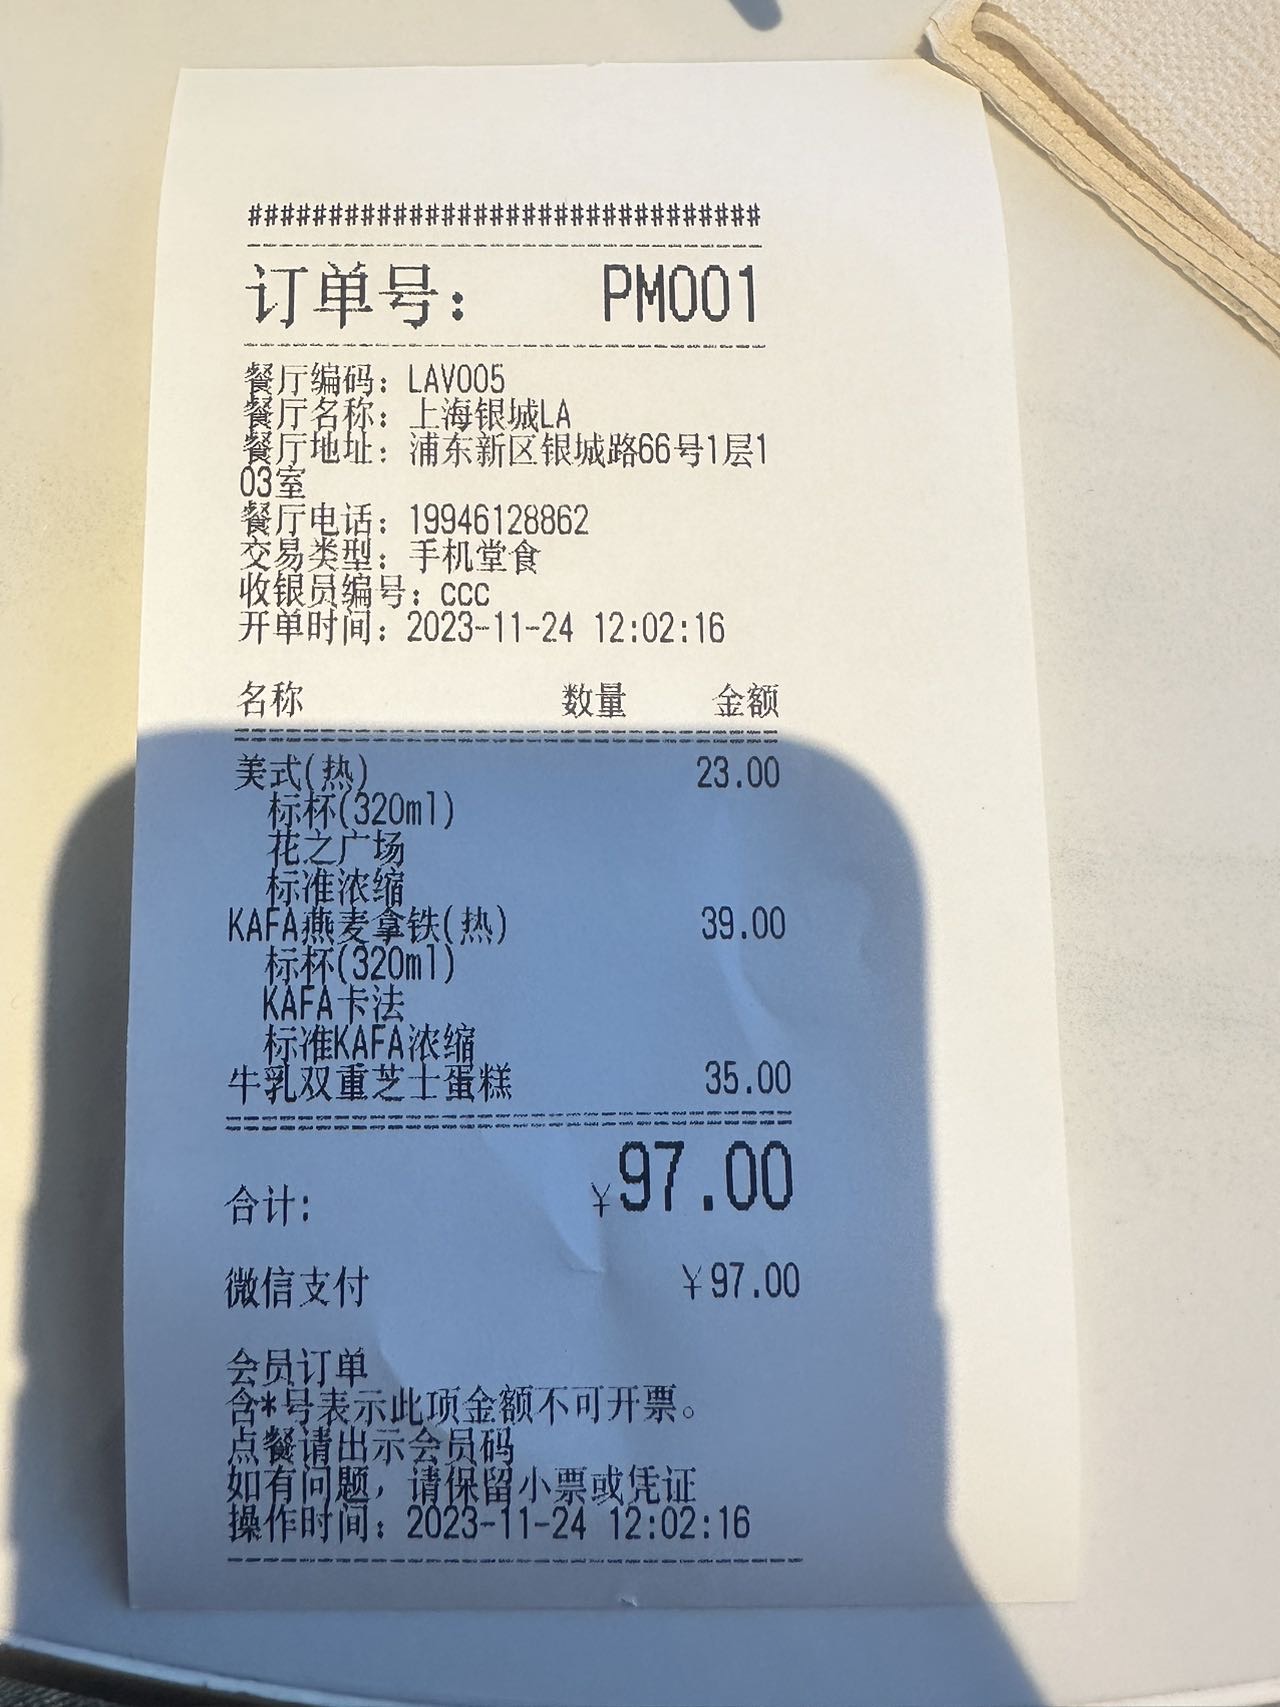 ################################
订单号： PM001
餐厅编码：LAV005
餐厅名称：上海银城LA
餐厅地址：浦东新区银城路66号1层1
03室
餐厅电话：19946128862
交易类型：手机堂食
收银员编号：ccc
开单时间：2023-11-24 12:02:16
名称 数量 金额
美式(热) 23.00
标杯(320ml)
花之广场
标准浓缩
KAFA燕麦拿铁(热) 39.00
标杯(320ml)
KAFA卡法
标准KAFA浓缩
牛乳双重芝士蛋糕 35.00
合计: ¥97.00
微信支付 ¥97.00
会员订单
含*号表示此项金额不可开票。
点餐请出示会员码
如有问题，请保留小票或凭证
操作时间：2023-11-24 12:02:16